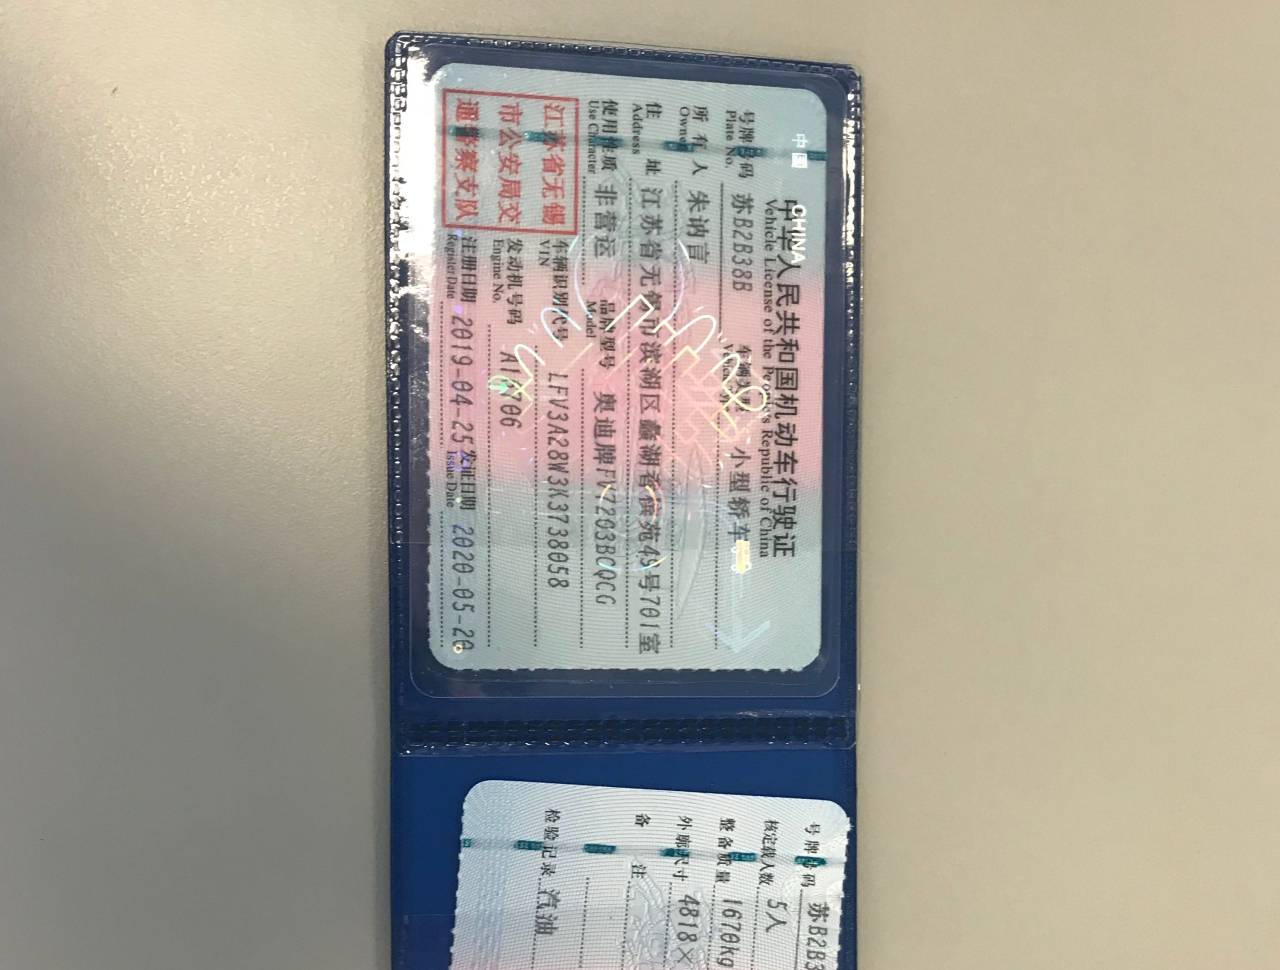 中国 CHINA
中华人民共和国机动车行驶证
Vehicle License of the People's Republic of China
号牌号码 苏B2B38B 小型轿车
Plate No.
所有人 朱讷言
Owner
住址 江苏省无锡市滨湖区蠡湖香樟苑49号701室
Address
使用性质 非营运 品牌型号 奥迪牌FV7203BCQCG
Use Character Model
江苏省无锡
市公安局交
通警察支队
车辆识别代号 LFV3A28W3K3738058
VIN
发动机号码
Engine No.
注册日期 2019-04-25 发证日期 2020-05-20
Register Date Issue Date
号牌号码 苏B2B3
核定载人数 5人
整备质量 1670kg
外廓尺寸 4818X
备注
检验记录 汽油